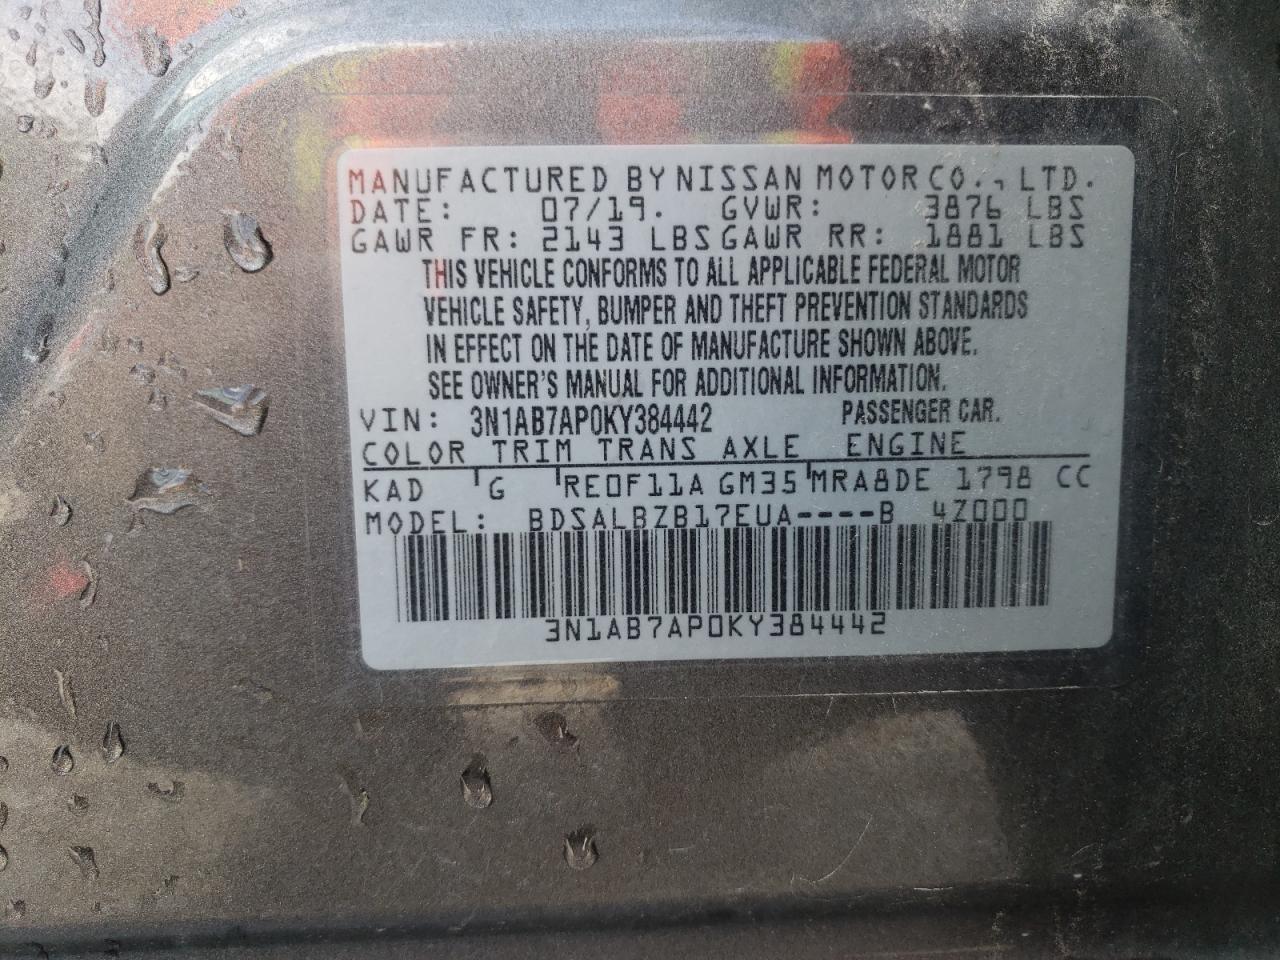 MANUFACTURED BY NISSAN MOTOR CO., LTD.
DATE: 07/19. GVWR: 3876 LBS
GAWR FR: 2143 LBS GAWR RR: 1881 LBS
THIS VEHICLE CONFORMS TO ALL APPLICABLE FEDERAL MOTOR
VEHICLE SAFETY, BUMPER AND THEFT PREVENTION STANDARDS
IN EFFECT ON THE DATE OF MANUFACTURE SHOWN ABOVE.
SEE OWNER'S MANUAL FOR ADDITIONAL INFORMATION.
VIN: 3N1AB7AP0KY384442 PASSENGER CAR.
COLOR TRIM TRANS AXLE ENGINE
KAD G RE0F11A GM35 MRA8DE 1798 CC
MODEL: BDSALBZB17EUA----B 4Z000
3N1AB7AP0KY384442